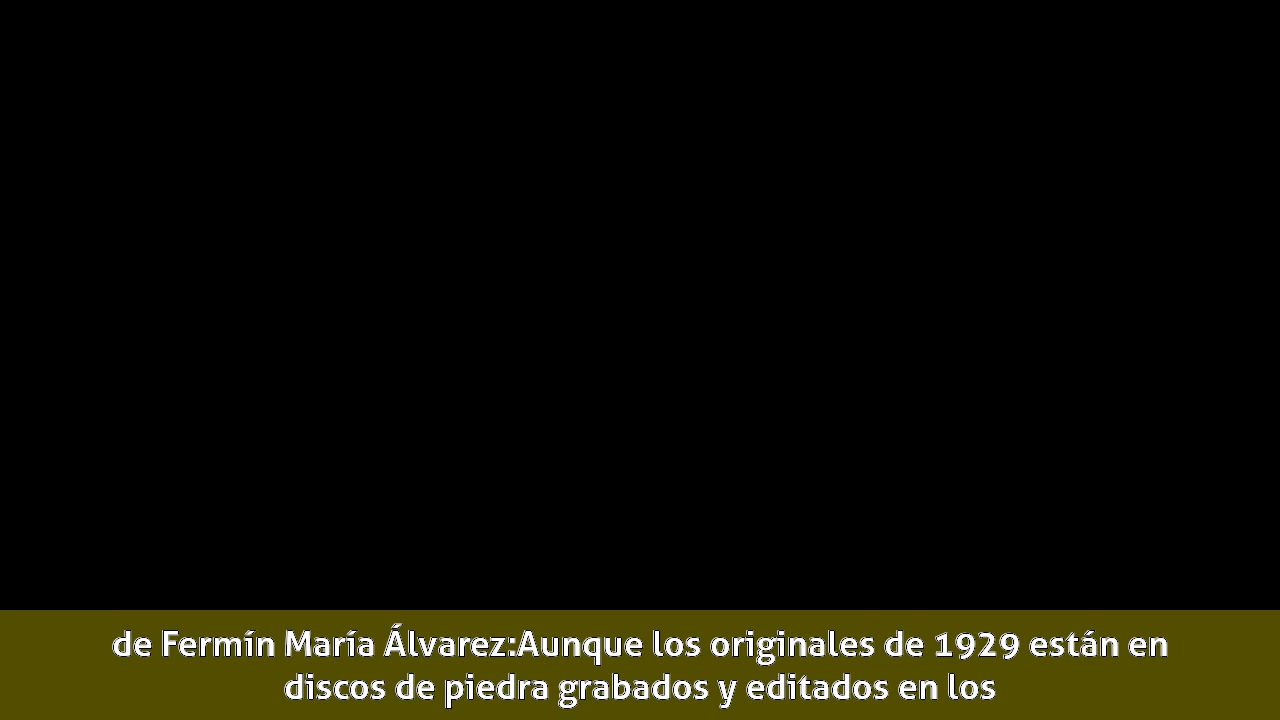 de Fermín María Álvarez:Aunque los originales de 1929 están en
discos de piedra grabados y editados en los